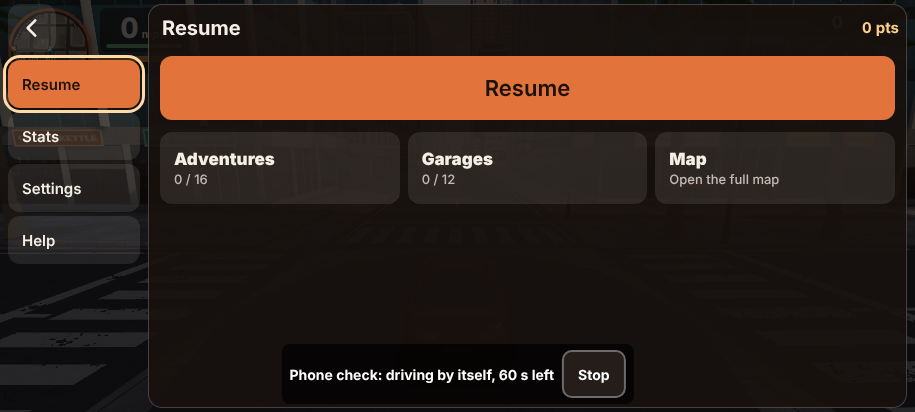 Resume
0 pts
Resume
Stats
Settings
Help
Resume
Adventures
0 / 16
Garages
0 / 12
Map
Open the full map
Phone check: driving by itself, 60 s left
Stop
0